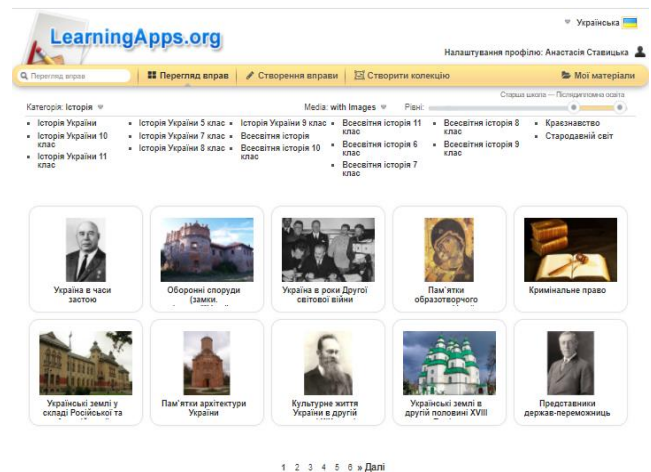 LearningApps.org
Українська
Налаштування профілю: Анастасія Ставицька
Перегляд вправ
Перегляд вправ
Створення вправи
Створити колекцію
Мої матеріали
Старша школа — Післядипломна освіта
Категорія: Історія
Media: with Images
Рівні:
Історія України
Історія України 10 клас
Історія України 11 клас
Історія України 5 клас
Історія України 7 клас
Історія України 8 клас
Історія України 9 клас
Всесвітня історія
Всесвітня історія 10 клас
Всесвітня історія 11 клас
Всесвітня історія 6 клас
Всесвітня історія 7 клас
Всесвітня історія 8 клас
Всесвітня історія 9 клас
Краєзнавство
Стародавній світ
Україна в часи
застою
Оборонні споруди
(замки.
Україна в роки Другої
світової війни
Пам'ятки
образотворчого
Кримінальне право
Українські землі у
складі Російської та
Пам'ятки архітектури
України
Культурне життя
України в другій
Українські землі в
другій половині XVIII
Представники
держав-переможниць
1 2 3 4 5 6 » Далі